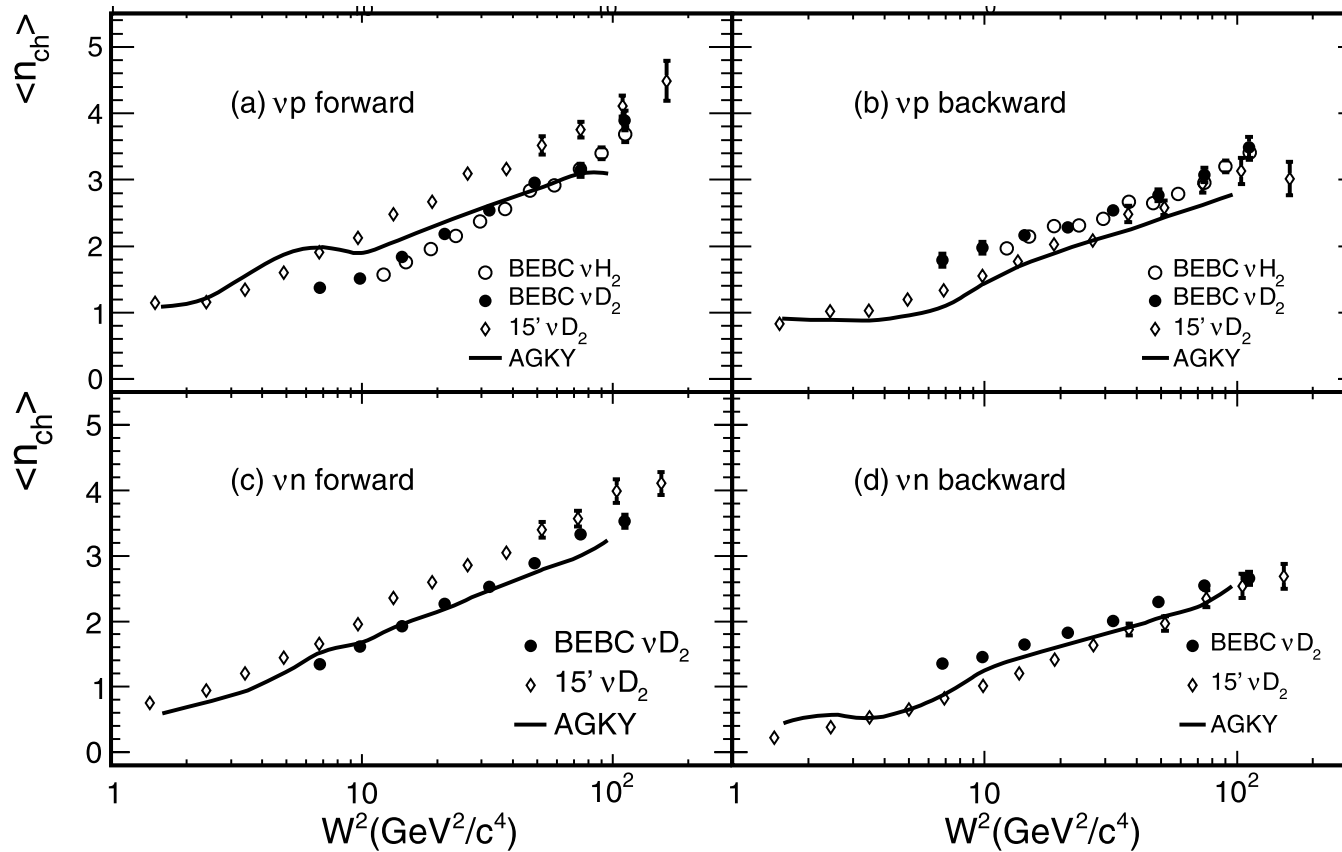 <n_ch>
5
4
3
2
1
0
(a) νp forward
BEBC νH₂
BEBC νD₂
15' νD₂
AGKY
(b) νp backward
BEBC νH₂
BEBC νD₂
15' νD₂
AGKY
<n_ch>
5
4
3
2
1
0
(c) νn forward
BEBC νD₂
15' νD₂
AGKY
(d) νn backward
BEBC νD₂
15' νD₂
AGKY
1 10 10² 1 10 10²
W²(GeV²/c⁴) W²(GeV²/c⁴)